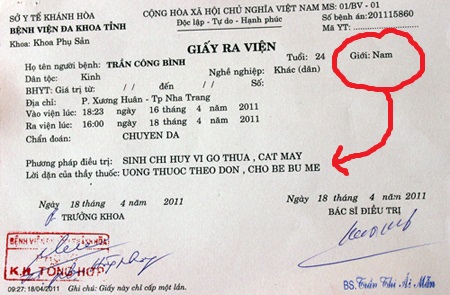 SỞ Y TẾ KHÁNH HÒA
BỆNH VIỆN ĐA KHOA TỈNH
Khoa: Khoa Phụ Sản
CỘNG HÒA XÃ HỘI CHỦ NGHĨA VIỆT NAM
Độc lập - Tự do - Hạnh phúc
MS: 01/BV - 01
Số bệnh án: 201115860
Mã YT:
GIẤY RA VIỆN
Họ tên người bệnh: TRẦN CÔNG BÌNH Tuổi: 24 Giới: Nam
Dân tộc: Kinh Nghề nghiệp: Khác (dân)
BHYT: Giá trị từ / / đến / / Số
Địa chỉ: P. Xương Huân - Tp Nha Trang
Vào viện lúc: 18:23 ngày 16 tháng 4 năm 2011
Ra viện lúc: 16:00 ngày 18 tháng 4 năm 2011
Chẩn đoán: CHUYEN DA
Phương pháp điều trị: SINH CHI HUY VI GO THUA , CAT MAY
Lời dặn của thầy thuốc: UONG THUOC THEO DON , CHO BE BU ME
Ngày 18 tháng 4 năm 2011
TRƯỞNG KHOA
Ngày 18 tháng 4 năm 2011
BÁC SĨ ĐIỀU TRỊ
K.H TỔNG HỢP
BS. Trần Thi Ái Mẫn
09:27:18/04/2011 Ghi chú: Giấy này chỉ cấp một lần.